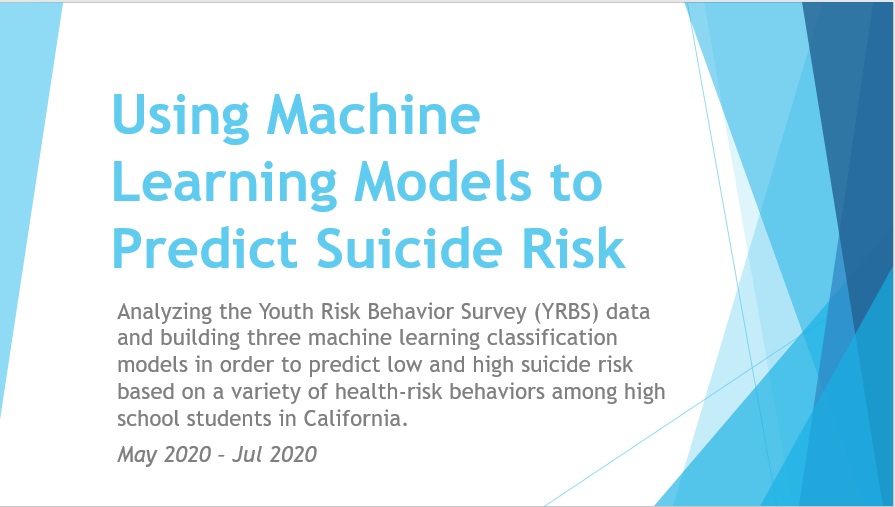 Using Machine
Learning Models to
Predict Suicide Risk
Analyzing the Youth Risk Behavior Survey (YRBS) data
and building three machine learning classification
models in order to predict low and high suicide risk
based on a variety of health-risk behaviors among high
school students in California.
May 2020 – Jul 2020